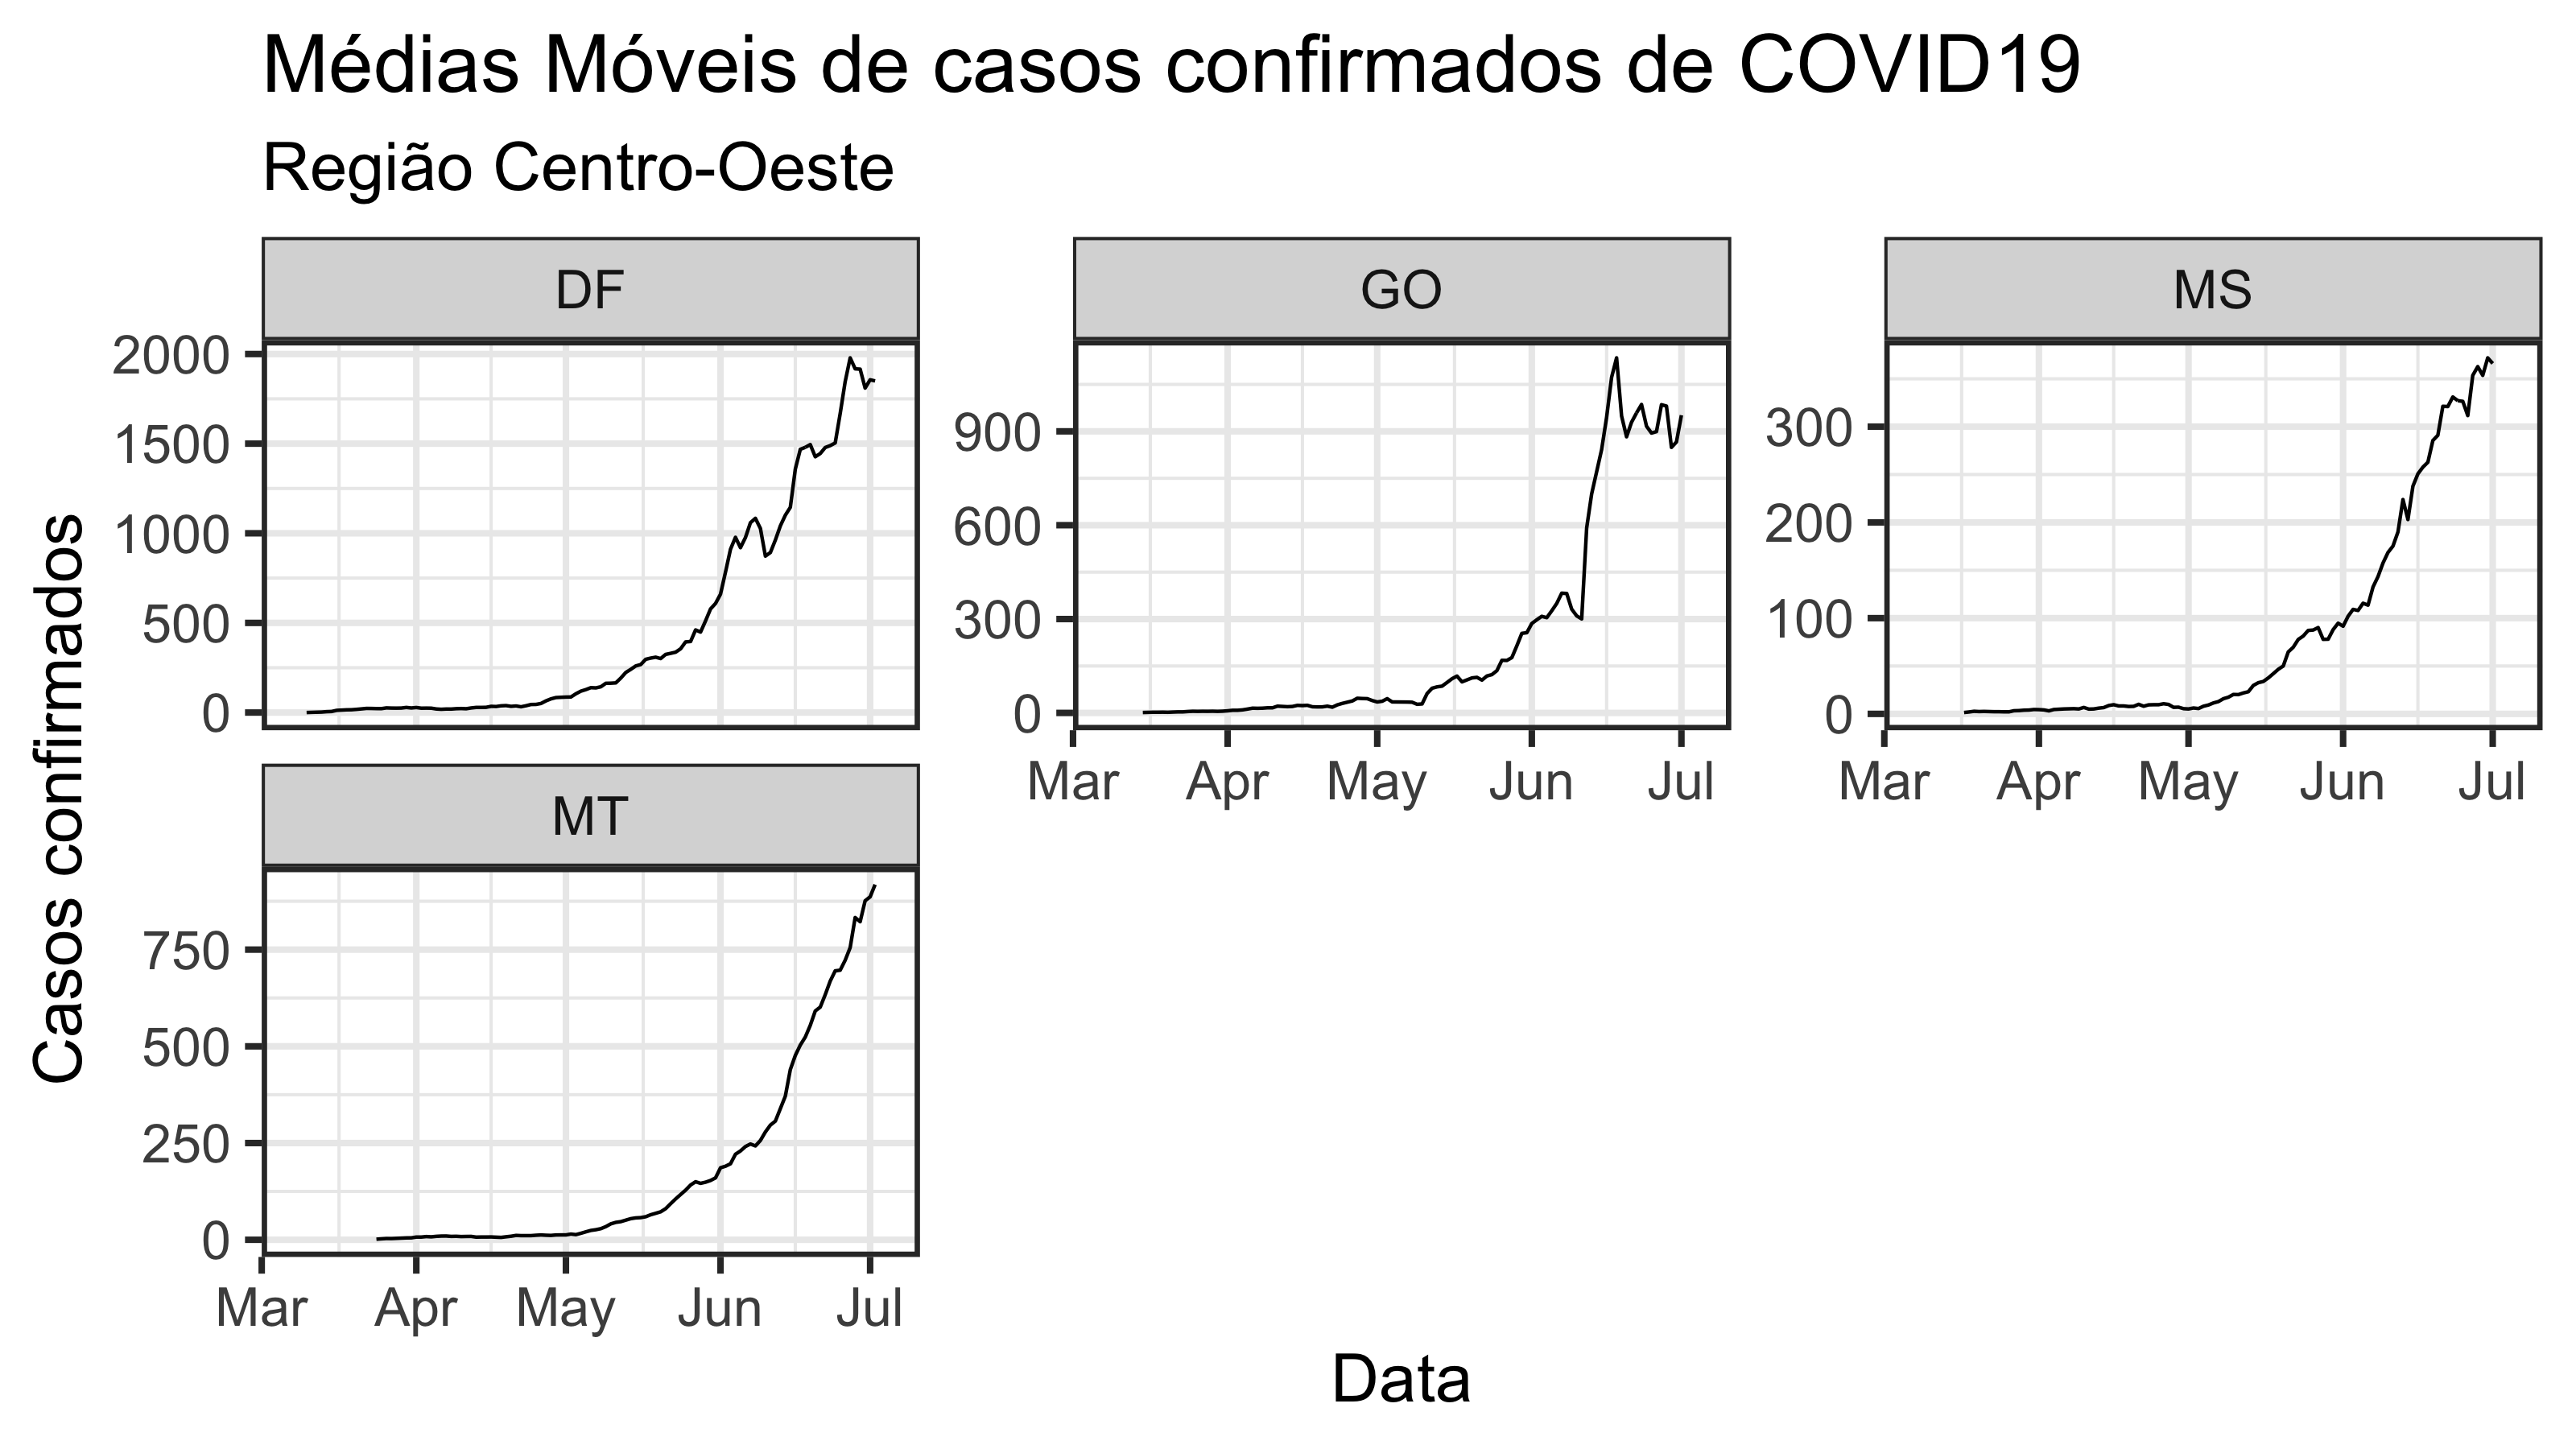 Médias Móveis de casos confirmados de COVID19
Região Centro-Oeste
Casos confirmados
DF
2000
1500
1000
500
0
GO
900
600
300
0
Mar Apr May Jun Jul
MS
300
200
100
0
Mar Apr May Jun Jul
MT
750
500
250
0
Mar Apr May Jun Jul
Data